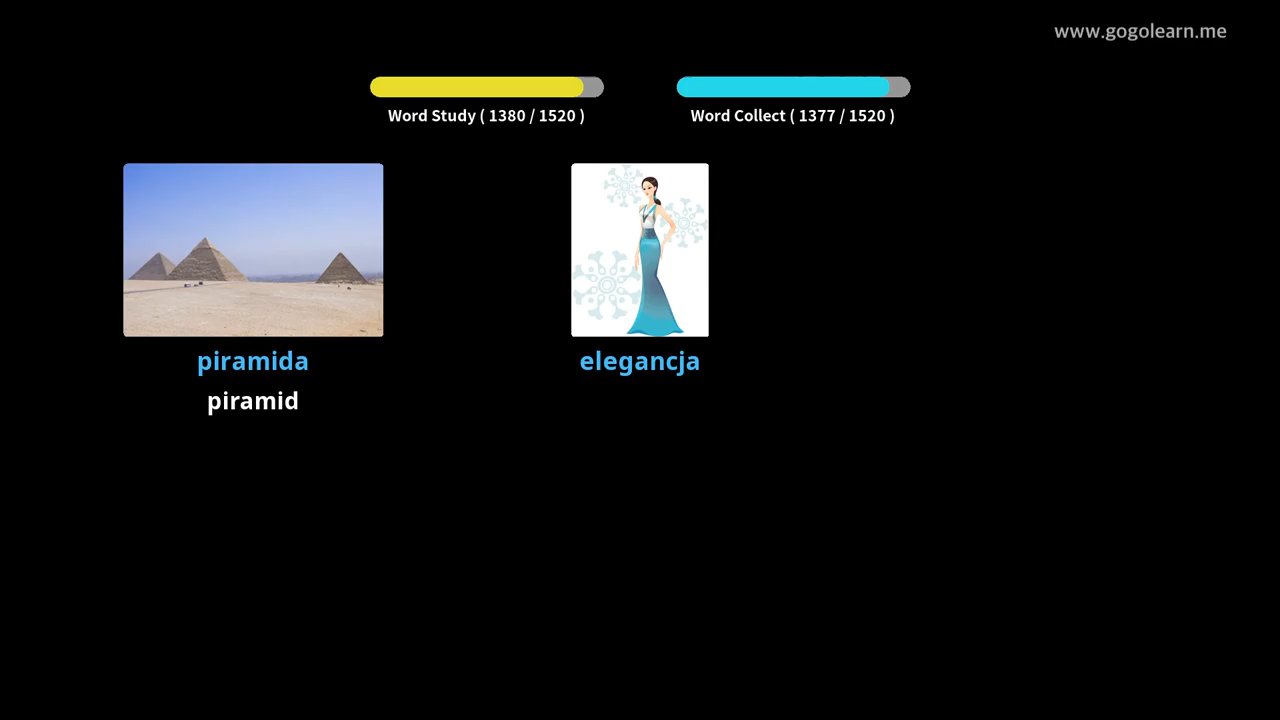 www.gogolearn.me
Word Study ( 1380 / 1520 )
Word Collect ( 1377 / 1520 )
piramida
elegancja
piramid